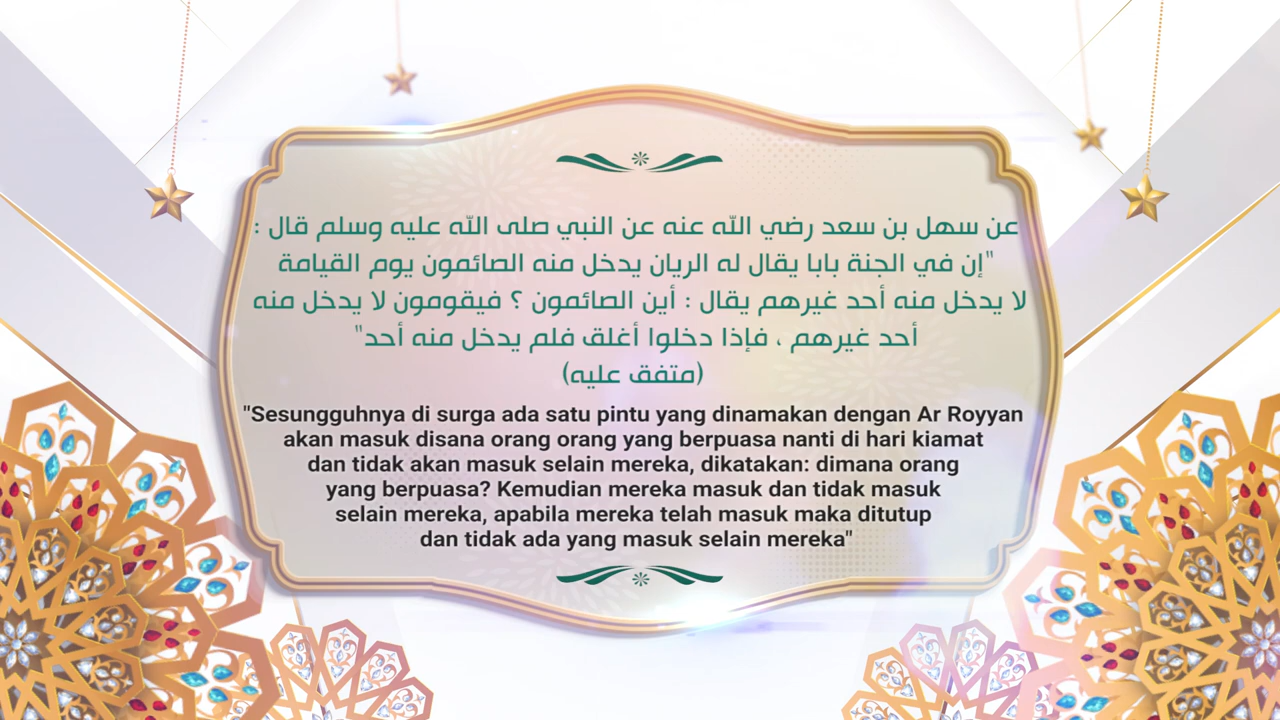 عن سهل بن سعد رضي الله عنه عن النبي صلى الله عليه وسلم قال :
"إن في الجنة بابا يقال له الريان يدخل منه الصائمون يوم القيامة
لا يدخل منه أحد غيرهم يقال : أين الصائمون ؟ فيقومون لا يدخل منه
أحد غيرهم ، فإذا دخلوا أغلق فلم يدخل منه أحد"
(متفق عليه)
"Sesungguhnya di surga ada satu pintu yang dinamakan dengan Ar Royyan
akan masuk disana orang orang yang berpuasa nanti di hari kiamat
dan tidak akan masuk selain mereka, dikatakan: dimana orang
yang berpuasa? Kemudian mereka masuk dan tidak masuk
selain mereka, apabila mereka telah masuk maka ditutup
dan tidak ada yang masuk selain mereka"